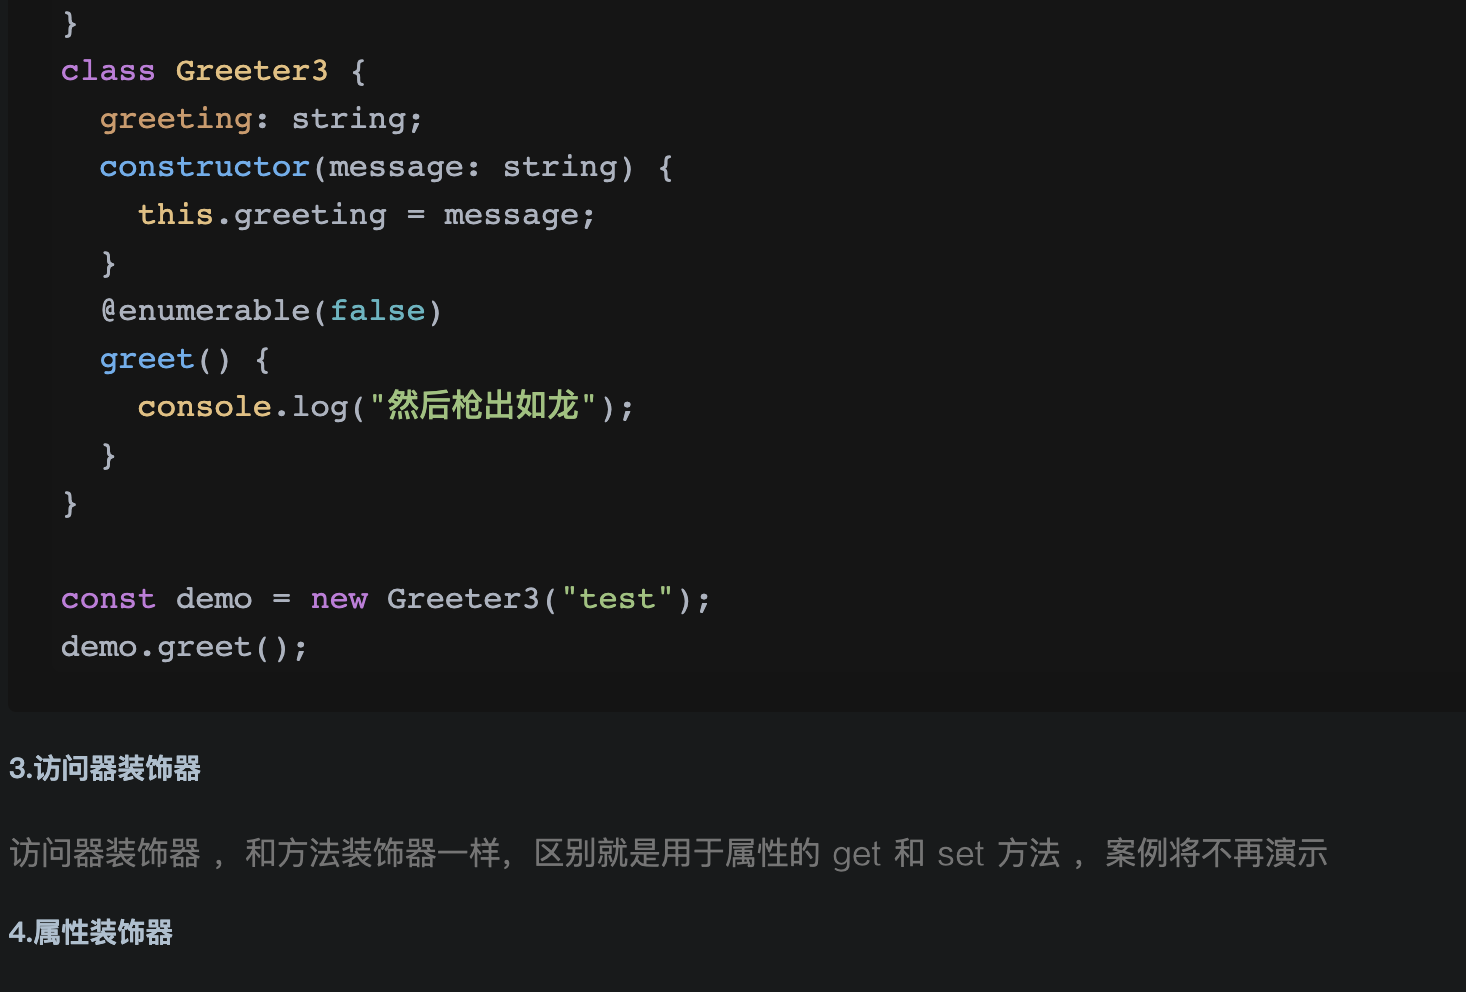 }
class Greeter3 {
  greeting: string;
  constructor(message: string) {
    this.greeting = message;
  }
  @enumerable(false)
  greet() {
    console.log("然后枪出如龙");
  }
}
const demo = new Greeter3("test");
demo.greet();
3.访问器装饰器
访问器装饰器 ，和方法装饰器一样，区别就是用于属性的 get 和 set 方法 ，案例将不再演示
4.属性装饰器